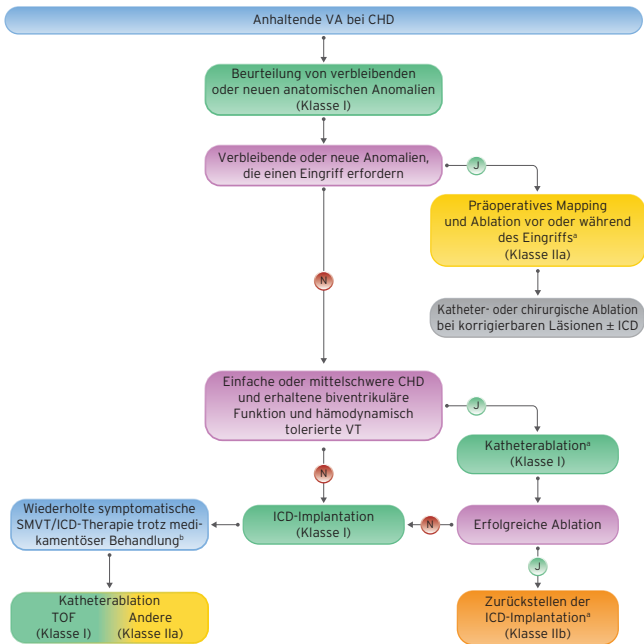 Anhaltende VA bei CHD
Beurteilung von verbleibenden
oder neuen anatomischen Anomalien
(Klasse I)
Verbleibende oder neue Anomalien,
die einen Eingriff erfordern
J
Präoperatives Mapping
und Ablation vor oder während
des Eingriffsᵃ
(Klasse IIa)
N
Katheter- oder chirurgische Ablation
bei korrigierbaren Läsionen ± ICD
Einfache oder mittelschwere CHD
und erhaltene biventrikuläre
Funktion und hämodynamisch
tolerierte VT
J
Katheterablationᵃ
(Klasse I)
N
Wiederholte symptomatische
SMVT/ICD-Therapie trotz medi-
kamentöser Behandlungᵇ
ICD-Implantation
(Klasse I)
N
Erfolgreiche Ablation
J
Katheterablation
TOF Andere
(Klasse I) (Klasse IIa)
Zurückstellen der
ICD-Implantationᵃ
(Klasse IIb)